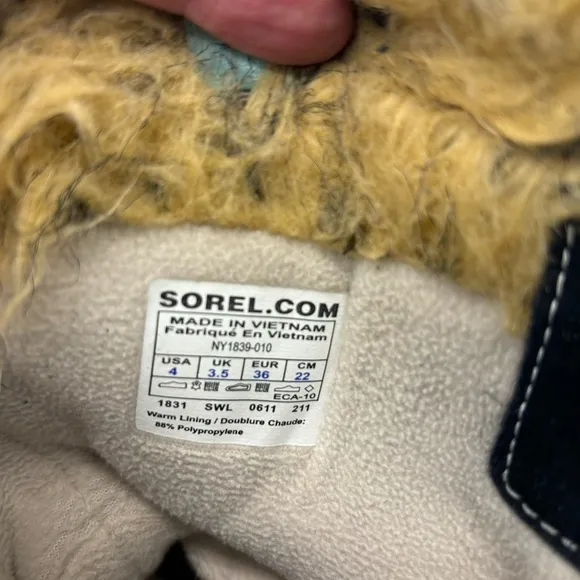 SOREL.COM
MADE IN VIETNAM
Fabriqué En Vietnam
NY1839-010
USA UK EUR CM
4 3.5 36 22
ECA-10
1831 SWL 0611 211
Warm Lining / Doublure Chaude:
88% Polypropylene